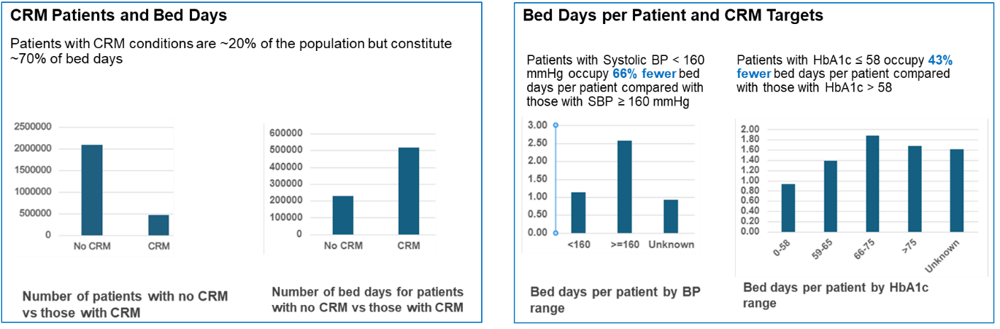 CRM Patients and Bed Days
Patients with CRM conditions are ~20% of the population but constitute
~70% of bed days
2500000
2000000
1500000
1000000
500000
0
No CRM
CRM
Number of patients with no CRM
vs those with CRM
600000
500000
400000
300000
200000
100000
0
No CRM
CRM
Number of bed days for patients
with no CRM vs those with CRM
Bed Days per Patient and CRM Targets
Patients with Systolic BP < 160
mmHg occupy 66% fewer bed
days per patient compared with
those with SBP ≥ 160 mmHg
3.00
2.50
2.00
1.50
1.00
0.50
0.00
<160
>=160
Unknown
Bed days per patient by BP
range
Patients with HbA1c ≤ 58 occupy 43%
fewer bed days per patient compared
with those with HbA1c > 58
2.00
1.80
1.60
1.40
1.20
1.00
0.80
0.60
0.40
0.20
0.00
0-58
59-65
66-75
>75
Unknown
Bed days per patient by HbA1c
range